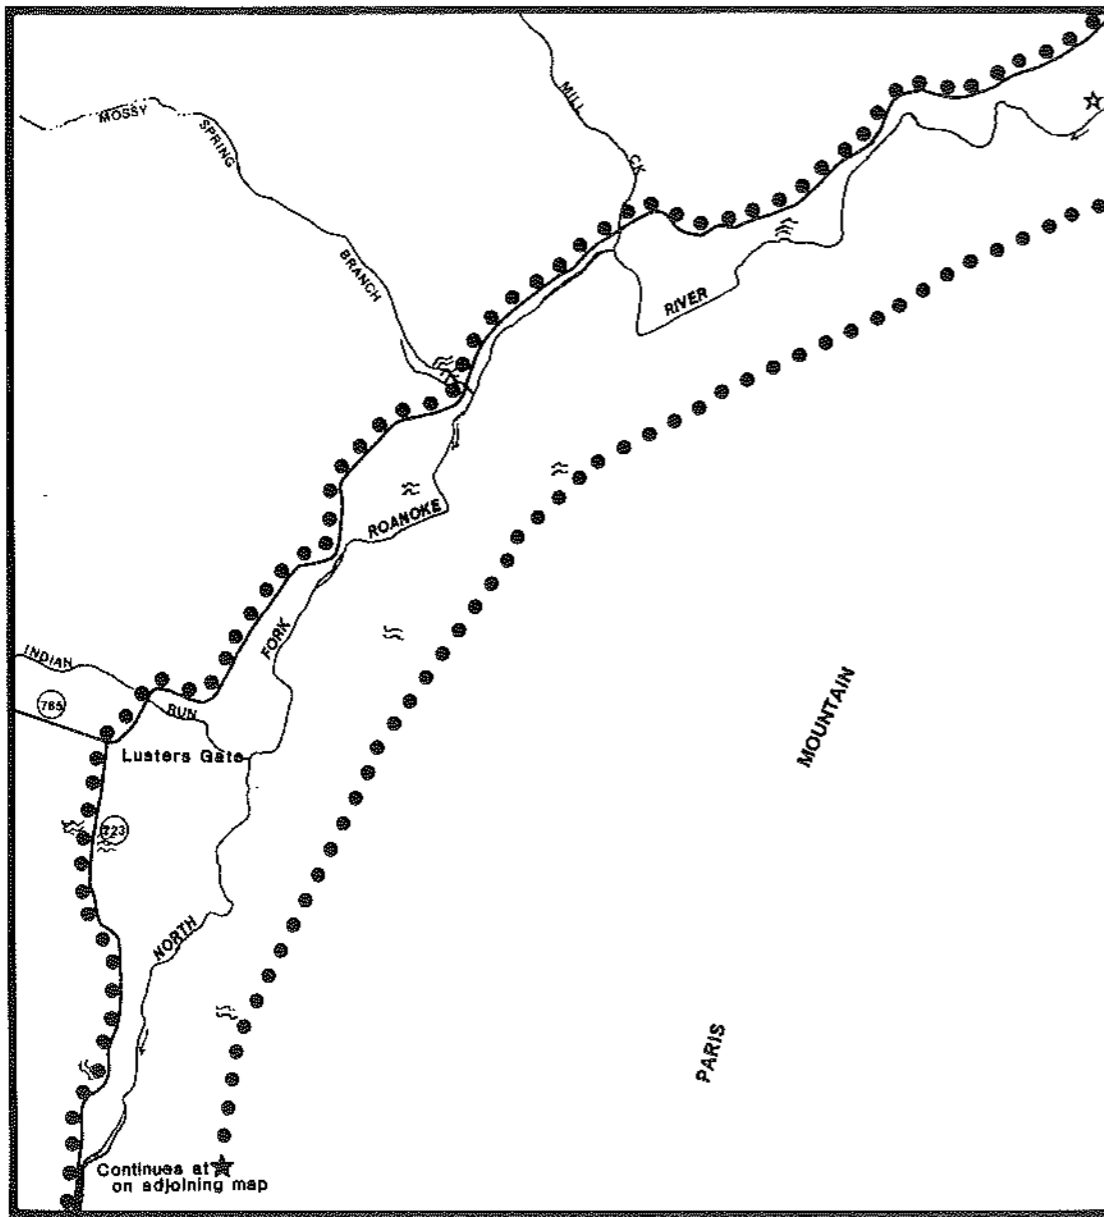 MOSSY
SPRING
BRANCH
MILL
CK
RIVER
ROANOKE
FORK
INDIAN
RUN
765
Lusters Gate
723
NORTH
MOUNTAIN
PARIS
Continues at
on adjoining map